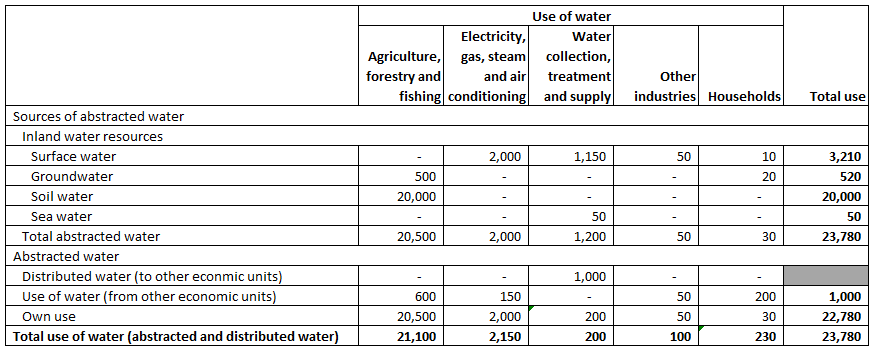 Use of water
Agriculture, forestry and fishing
Electricity, gas, steam and air conditioning
Water collection, treatment and supply
Other industries
Households
Total use
Sources of abstracted water
Inland water resources
Surface water - 2,000 1,150 50 10 3,210
Groundwater 500 - - - 20 520
Soil water 20,000 - - - - 20,000
Sea water - - 50 - - 50
Total abstracted water 20,500 2,000 1,200 50 30 23,780
Abstracted water
Distributed water (to other econmic units) - - 1,000 - -
Use of water (from other economic units) 600 150 - 50 200 1,000
Own use 20,500 2,000 200 50 30 22,780
Total use of water (abstracted and distributed water) 21,100 2,150 200 100 230 23,780